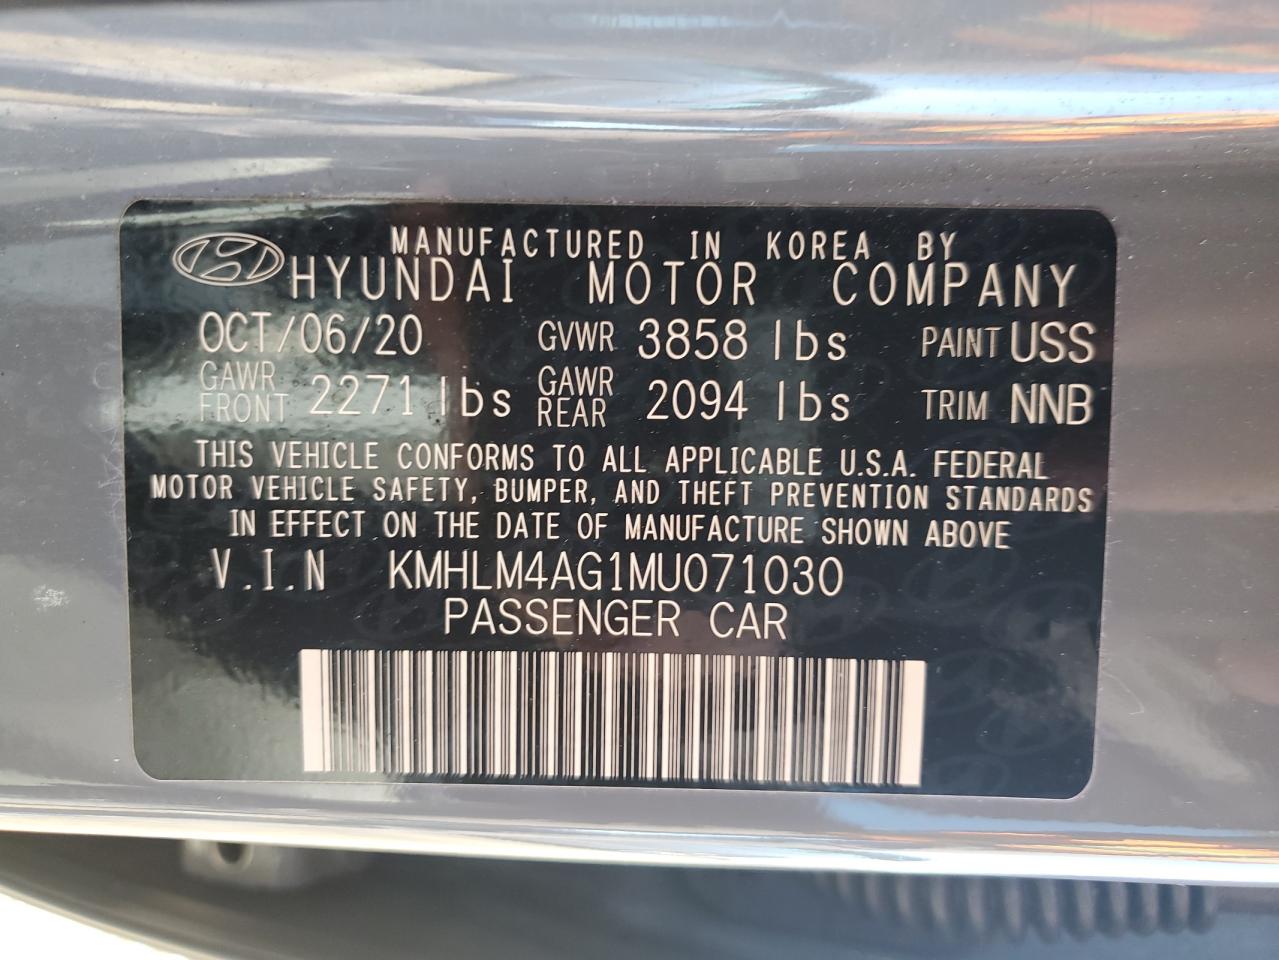 MANUFACTURED IN KOREA BY
HYUNDAI MOTOR COMPANY
OCT/06/20 GVWR 3858 lbs PAINT USS
GAWR FRONT 2271 lbs GAWR REAR 2094 lbs TRIM NNB
THIS VEHICLE CONFORMS TO ALL APPLICABLE U.S.A. FEDERAL
MOTOR VEHICLE SAFETY, BUMPER, AND THEFT PREVENTION STANDARDS
IN EFFECT ON THE DATE OF MANUFACTURE SHOWN ABOVE
V.I.N KMHLM4AG1MU071030
PASSENGER CAR